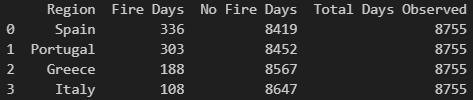 Region Fire Days No Fire Days Total Days Observed
0 Spain 336 8419 8755
1 Portugal 303 8452 8755
2 Greece 188 8567 8755
3 Italy 108 8647 8755